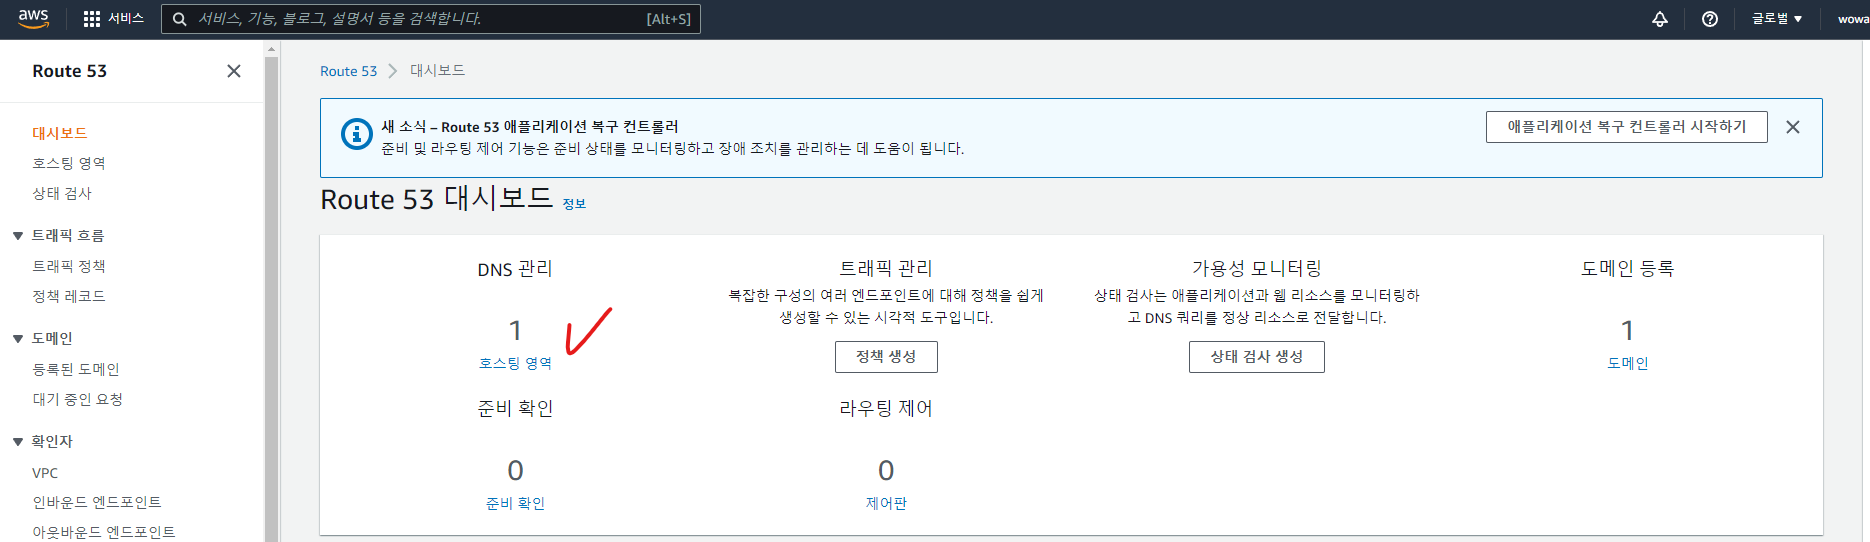 aws
서비스
서비스, 기능, 블로그, 설명서 등을 검색합니다.
[Alt+S]
글로벌 ▼
wowa
Route 53
대시보드
호스팅 영역
상태 검사
▼ 트래픽 흐름
트래픽 정책
정책 레코드
▼ 도메인
등록된 도메인
대기 중인 요청
▼ 확인자
VPC
인바운드 엔드포인트
아웃바운드 엔드포인트
Route 53 > 대시보드
새 소식 – Route 53 애플리케이션 복구 컨트롤러
준비 및 라우팅 제어 기능은 준비 상태를 모니터링하고 장애 조치를 관리하는 데 도움이 됩니다.
애플리케이션 복구 컨트롤러 시작하기
Route 53 대시보드 정보
DNS 관리
1
호스팅 영역
트래픽 관리
복잡한 구성의 여러 엔드포인트에 대해 정책을 쉽게
생성할 수 있는 시각적 도구입니다.
정책 생성
가용성 모니터링
상태 검사는 애플리케이션과 웹 리소스를 모니터링하
고 DNS 쿼리를 정상 리소스로 전달합니다.
상태 검사 생성
도메인 등록
1
도메인
준비 확인
0
준비 확인
라우팅 제어
0
제어판